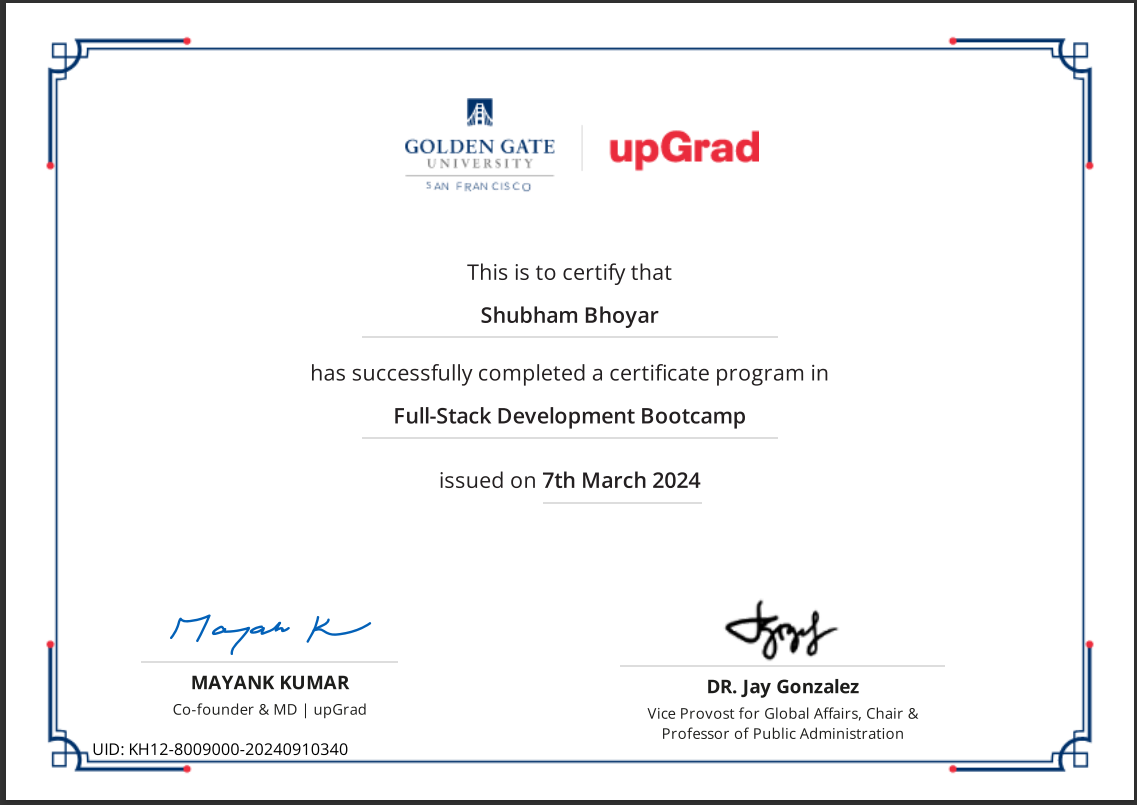 GOLDEN GATE
UNIVERSITY
SAN FRANCISCO
upGrad
This is to certify that
Shubham Bhoyar
has successfully completed a certificate program in
Full-Stack Development Bootcamp
issued on 7th March 2024
Mayank K
MAYANK KUMAR
Co-founder & MD | upGrad
DR. Jay Gonzalez
Vice Provost for Global Affairs, Chair &
Professor of Public Administration
UID: KH12-8009000-20240910340